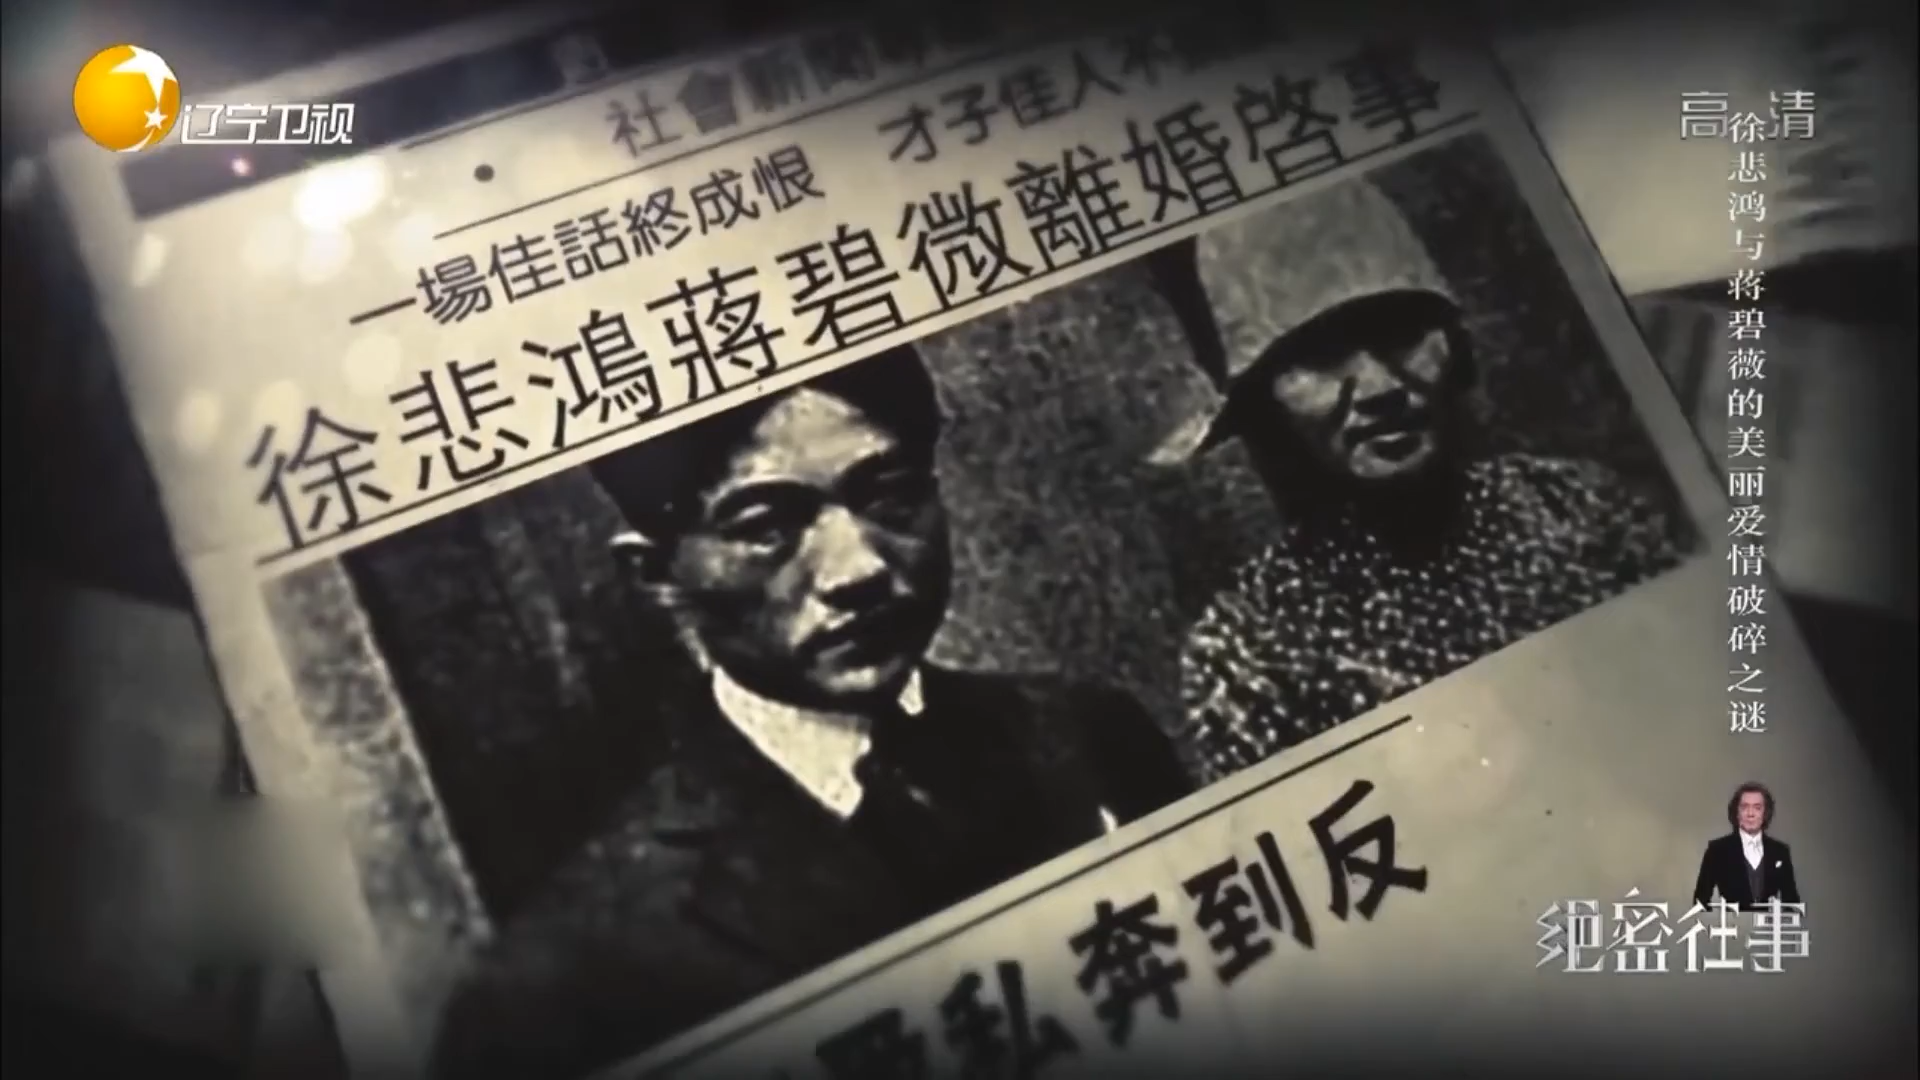 辽宁卫视
高清
社會新聞
一場佳話終成恨 才子佳人
徐悲鴻蔣碧微離婚啓事
私奔到反
徐悲鸿与蒋碧薇的美丽爱情破碎之谜
绝密往事